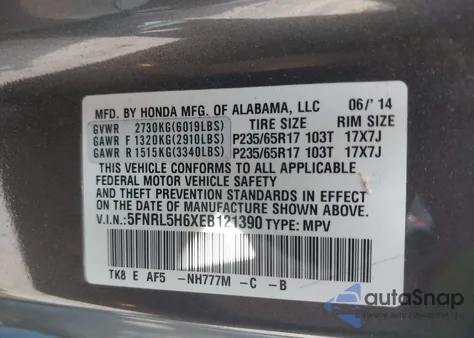 MFD. BY HONDA MFG. OF ALABAMA, LLC 06/'14
GVWR 2730KG(6019LBS) TIRE SIZE RIM SIZE
GAWR F 1320KG(2910LBS) P235/65R17 103T 17X7J
GAWR R 1515KG(3340LBS) P235/65R17 103T 17X7J
THIS VEHICLE CONFORMS TO ALL APPLICABLE
FEDERAL MOTOR VEHICLE SAFETY
AND THEFT PREVENTION STANDARDS IN EFFECT ON
THE DATE OF MANUFACTURE SHOWN ABOVE.
V.I.N.: 5FNRL5H6XEB121390 TYPE: MPV
TK8 E AF5 -NH777M -C -B
autoSnap